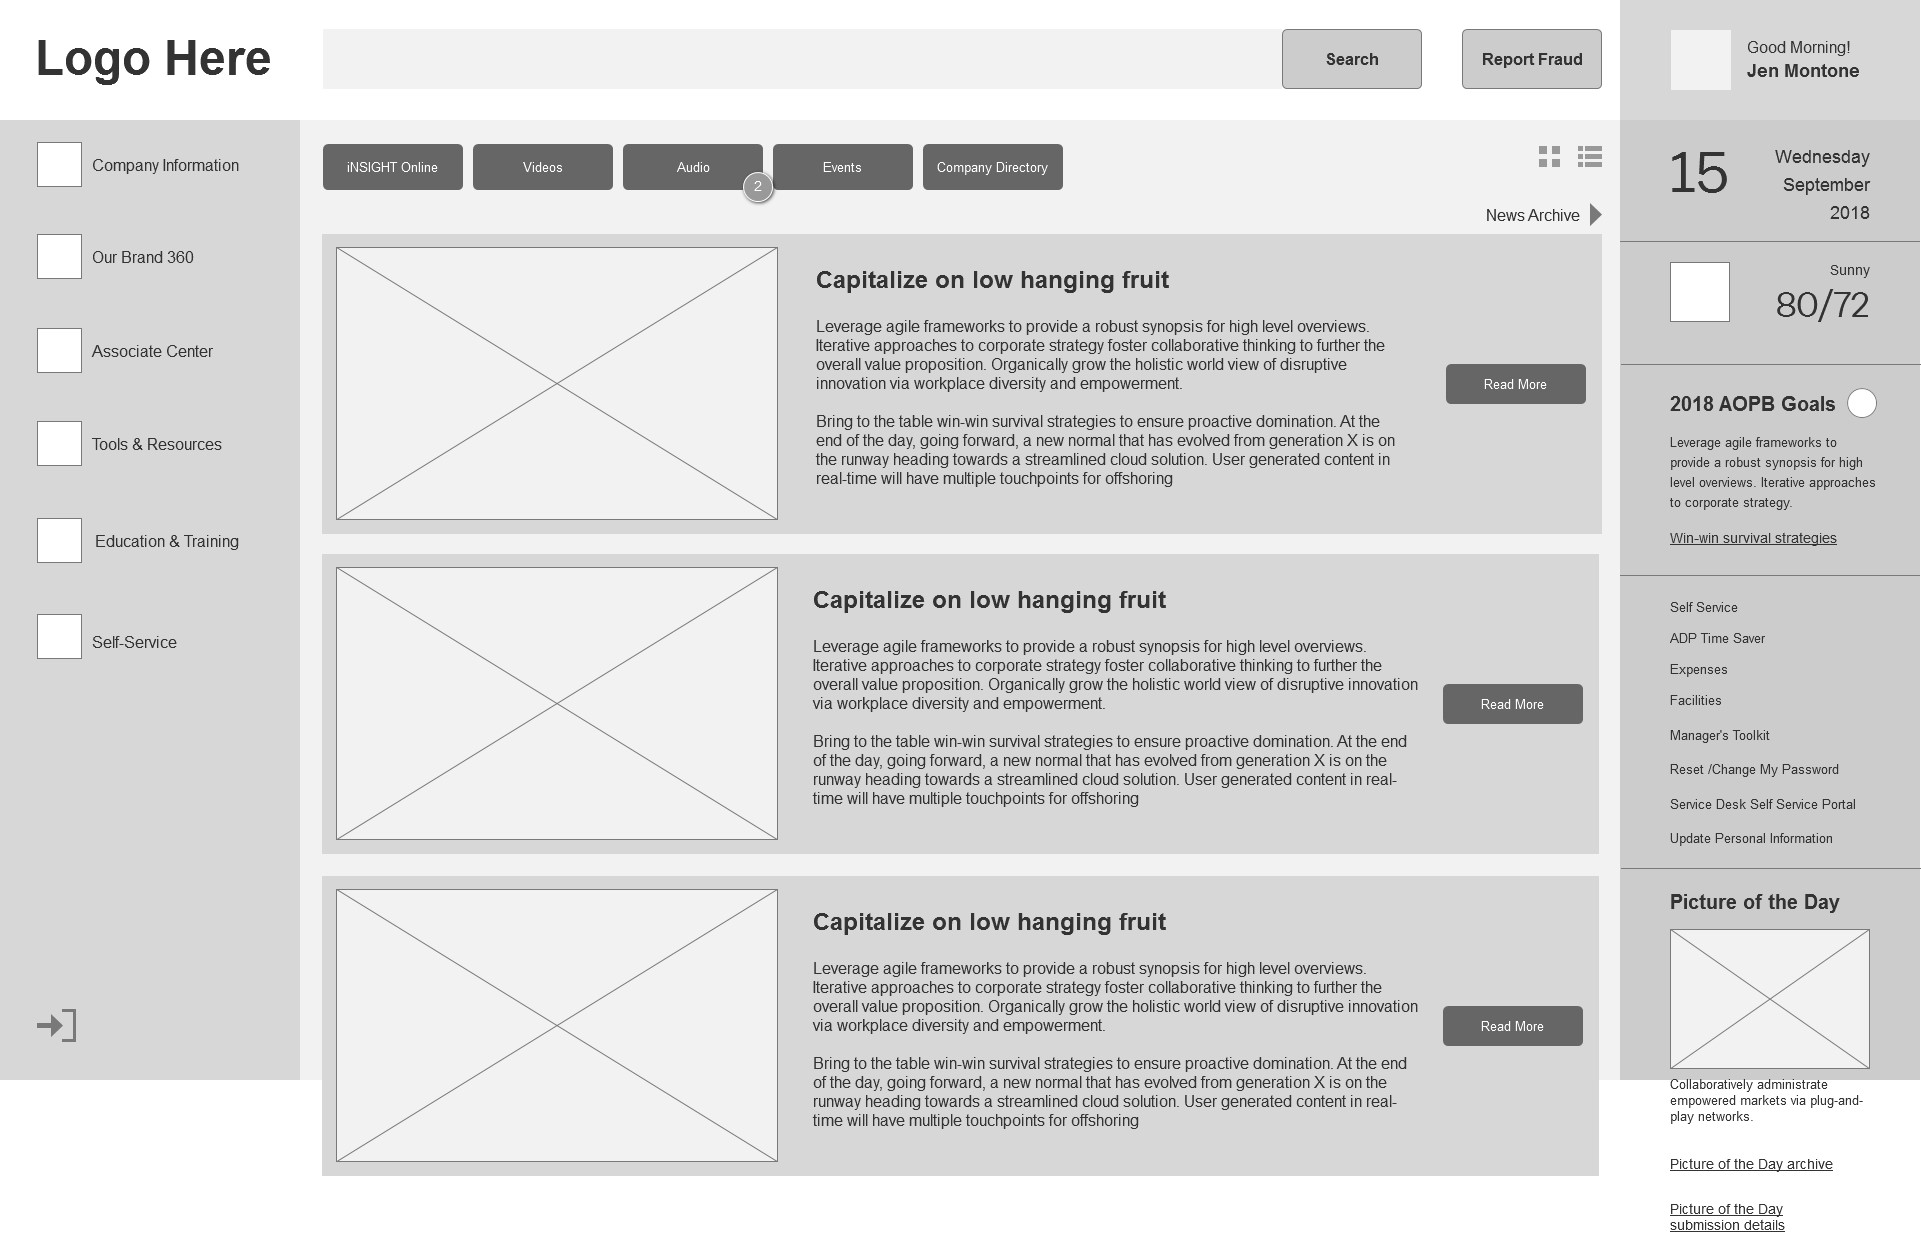 Logo Here
Search
Report Fraud
Good Morning!
Jen Montone
Company Information
Our Brand 360
Associate Center
Tools & Resources
Education & Training
Self-Service
iNSIGHT Online
Videos
Audio
2
Events
Company Directory
News Archive
Capitalize on low hanging fruit
Leverage agile frameworks to provide a robust synopsis for high level overviews.
Iterative approaches to corporate strategy foster collaborative thinking to further the
overall value proposition. Organically grow the holistic world view of disruptive
innovation via workplace diversity and empowerment.
Bring to the table win-win survival strategies to ensure proactive domination. At the
end of the day, going forward, a new normal that has evolved from generation X is on
the runway heading towards a streamlined cloud solution. User generated content in
real-time will have multiple touchpoints for offshoring
Read More
Capitalize on low hanging fruit
Leverage agile frameworks to provide a robust synopsis for high level overviews.
Iterative approaches to corporate strategy foster collaborative thinking to further the
overall value proposition. Organically grow the holistic world view of disruptive innovation
via workplace diversity and empowerment.
Bring to the table win-win survival strategies to ensure proactive domination. At the end
of the day, going forward, a new normal that has evolved from generation X is on the
runway heading towards a streamlined cloud solution. User generated content in real-
time will have multiple touchpoints for offshoring
Read More
Capitalize on low hanging fruit
Leverage agile frameworks to provide a robust synopsis for high level overviews.
Iterative approaches to corporate strategy foster collaborative thinking to further the
overall value proposition. Organically grow the holistic world view of disruptive innovation
via workplace diversity and empowerment.
Bring to the table win-win survival strategies to ensure proactive domination. At the end
of the day, going forward, a new normal that has evolved from generation X is on the
runway heading towards a streamlined cloud solution. User generated content in real-
time will have multiple touchpoints for offshoring
Read More
15
Wednesday
September
2018
Sunny
80/72
2018 AOPB Goals
Leverage agile frameworks to
provide a robust synopsis for high
level overviews. Iterative approaches
to corporate strategy.
Win-win survival strategies
Self Service
ADP Time Saver
Expenses
Facilities
Manager's Toolkit
Reset /Change My Password
Service Desk Self Service Portal
Update Personal Information
Picture of the Day
Collaboratively administrate
empowered markets via plug-and-
play networks.
Picture of the Day archive
Picture of the Day
submission details